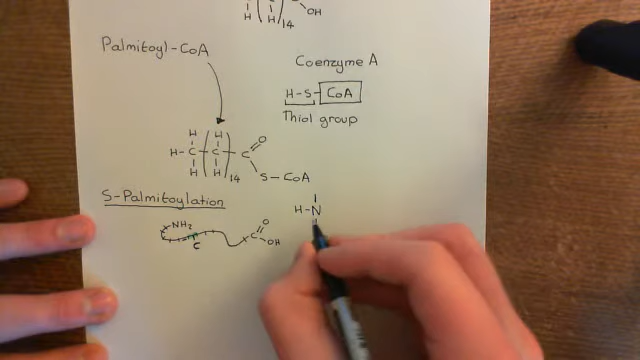 H H 14 OH
Palmitoyl-CoA
Coenzyme A
H-S-CoA
Thiol group
H H O
H-C-C-C
H H 14 S-CoA
S-Palmitoylation
H-N
NH2 C C O OH